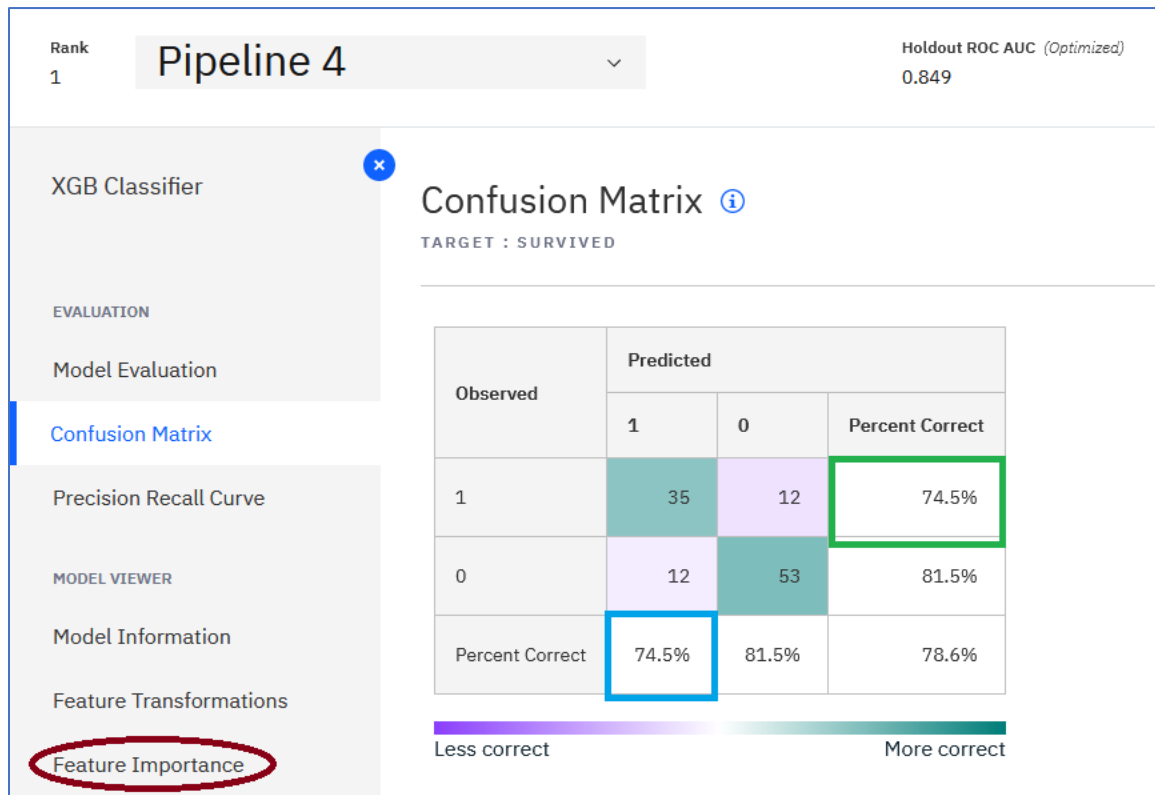 Rank
1
Pipeline 4
Holdout ROC AUC (Optimized)
0.849
XGB Classifier
EVALUATION
Model Evaluation
Confusion Matrix
Precision Recall Curve
MODEL VIEWER
Model Information
Feature Transformations
Feature Importance
Confusion Matrix
TARGET : SURVIVED
Observed
Predicted
1 0 Percent Correct
1 35 12 74.5%
0 12 53 81.5%
Percent Correct 74.5% 81.5% 78.6%
Less correct More correct